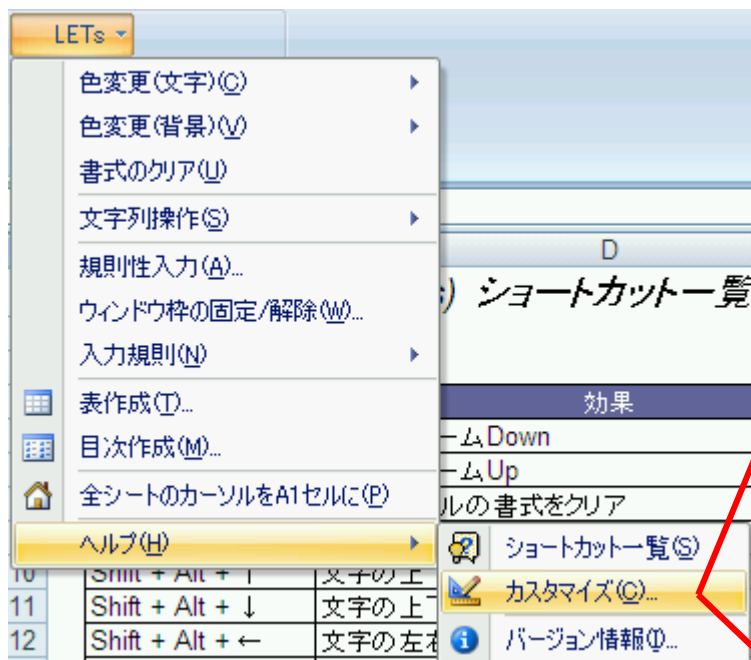 LETs
色変更(文字)(C)
色変更(背景)(V)
書式のクリア(U)
文字列操作(S)
規則性入力(A)...
D
ショートカット一覧
ウィンドウ枠の固定/解除(W)...
入力規則(N)
表作成(T)...
効果
目次作成(M)...
ームDown
ームUp
全シートのカーソルをA1セルに(P)
ルの書式をクリア
ヘルプ(H)
ショートカット一覧(S)
10 Shift + Alt + ↑ 文字の上
カスタマイズ(C)...
11 Shift + Alt + ↓ 文字の上下
12 Shift + Alt + ← 文字の左右
バージョン情報(I)...